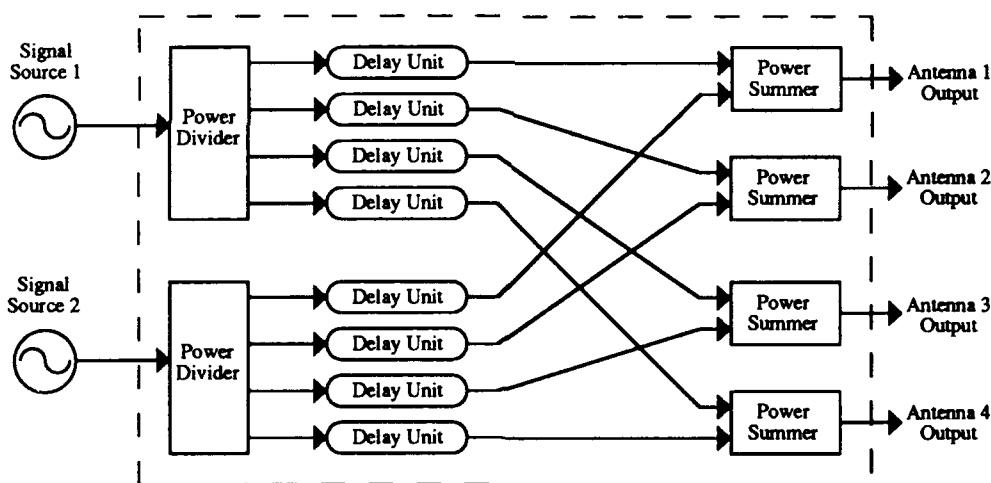 Signal
Source 1
Power
Divider
Delay Unit
Delay Unit
Delay Unit
Delay Unit
Power
Summer
Antenna 1
Output
Power
Summer
Antenna 2
Output
Signal
Source 2
Power
Divider
Delay Unit
Delay Unit
Delay Unit
Delay Unit
Power
Summer
Antenna 3
Output
Power
Summer
Antenna 4
Output